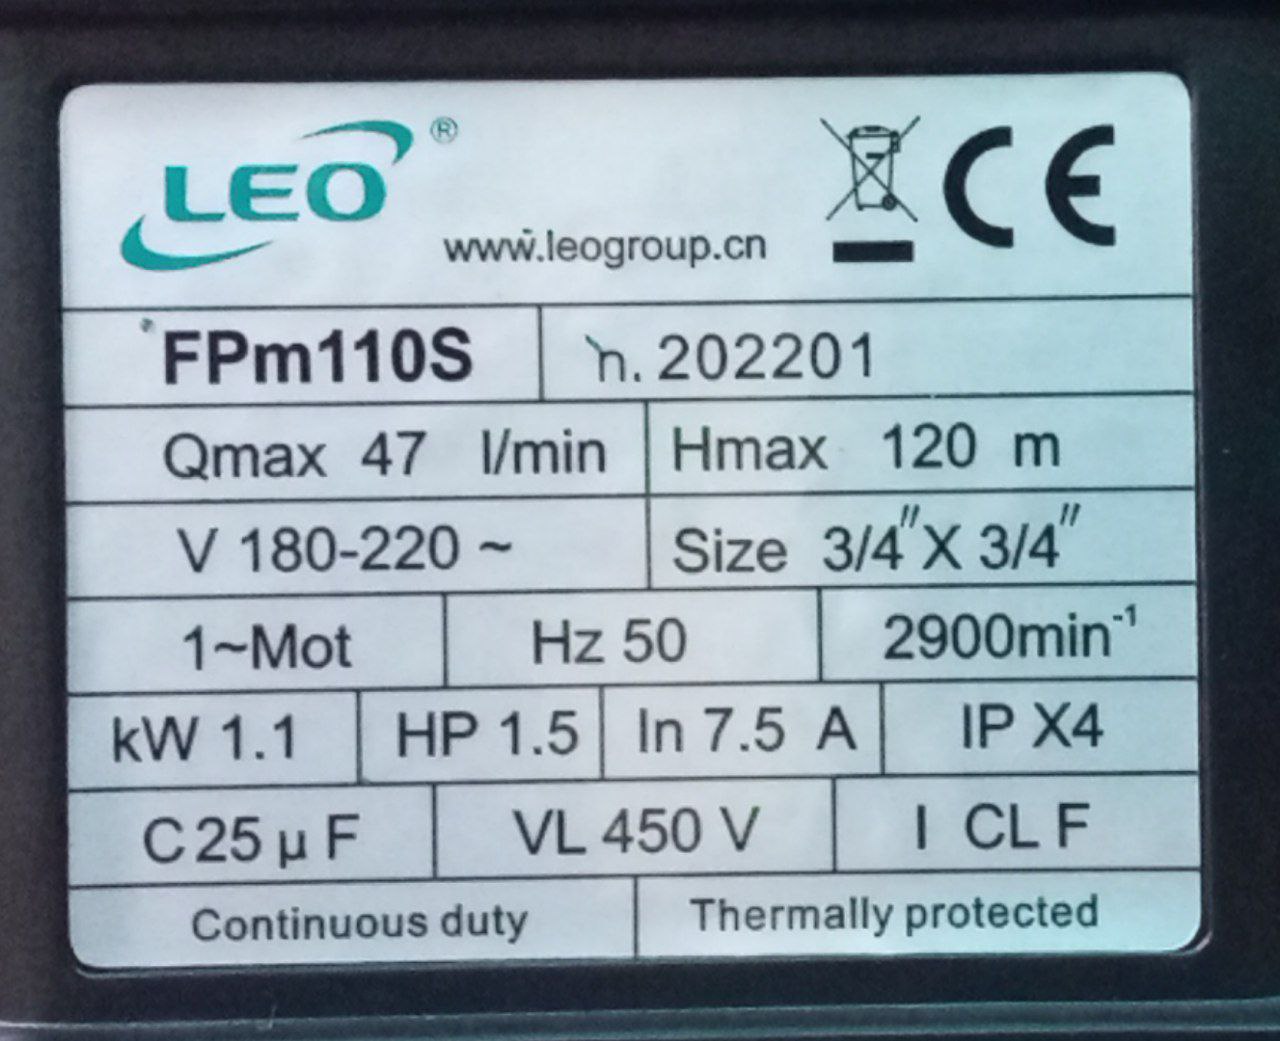 LEO ®
www.leogroup.cn
CE
FPm110S n. 202201
Qmax 47 l/min Hmax 120 m
V 180-220 ~ Size 3/4" X 3/4"
1~Mot Hz 50 2900min⁻¹
kW 1.1 HP 1.5 In 7.5 A IP X4
C 25 µ F VL 450 V I CL F
Continuous duty Thermally protected